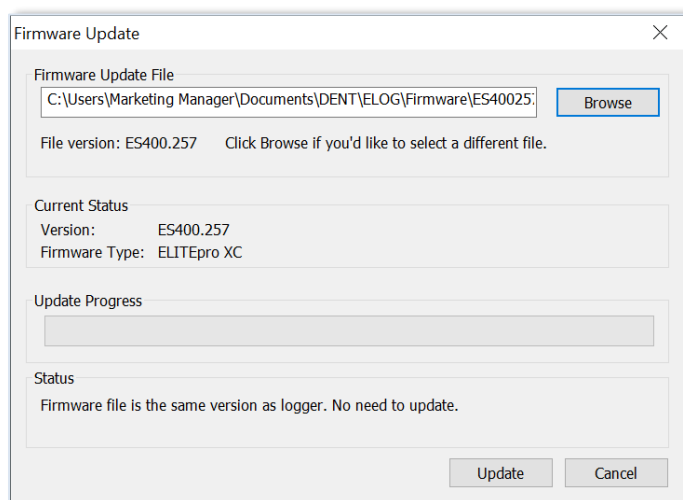 Firmware Update
Firmware Update File
C:\Users\Marketing Manager\Documents\DENT\ELOG\Firmware\ES400257
Browse
File version: ES400.257 Click Browse if you'd like to select a different file.
Current Status
Version: ES400.257
Firmware Type: ELITEpro XC
Update Progress
Status
Firmware file is the same version as logger. No need to update.
Update Cancel